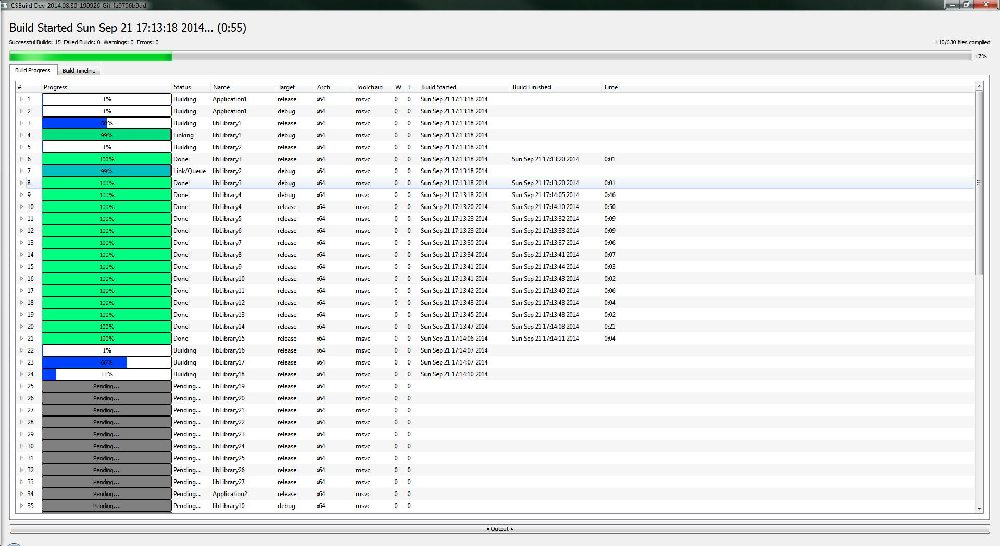 CSBuild Dev-2014.08.30-190926-Git-fa9796b9dd
Build Started Sun Sep 21 17:13:18 2014... (0:55)
Successful Builds: 15 Failed Builds: 0 Warnings: 0 Errors: 0 110/630 files compiled
17%
Build Progress Build Timeline
# Progress Status Name Target Arch Toolchain W E Build Started Build Finished Time
1 1% Building Application1 release x64 msvc 0 0 Sun Sep 21 17:13:18 2014
2 1% Building Application1 debug x64 msvc 0 0 Sun Sep 21 17:13:18 2014
3 50% Building libLibrary1 release x64 msvc 0 0 Sun Sep 21 17:13:18 2014
4 99% Linking libLibrary1 debug x64 msvc 0 0 Sun Sep 21 17:13:18 2014
5 1% Building libLibrary2 release x64 msvc 0 0 Sun Sep 21 17:13:18 2014
6 100% Done! libLibrary3 release x64 msvc 0 0 Sun Sep 21 17:13:18 2014 Sun Sep 21 17:13:20 2014 0:01
7 99% Link/Queue libLibrary2 debug x64 msvc 0 0 Sun Sep 21 17:13:18 2014
8 100% Done! libLibrary3 debug x64 msvc 0 0 Sun Sep 21 17:13:18 2014 Sun Sep 21 17:13:20 2014 0:01
9 100% Done! libLibrary4 debug x64 msvc 0 0 Sun Sep 21 17:13:18 2014 Sun Sep 21 17:14:05 2014 0:46
10 100% Done! libLibrary4 release x64 msvc 0 0 Sun Sep 21 17:13:20 2014 Sun Sep 21 17:14:10 2014 0:50
11 100% Done! libLibrary5 release x64 msvc 0 0 Sun Sep 21 17:13:23 2014 Sun Sep 21 17:13:32 2014 0:09
12 100% Done! libLibrary6 release x64 msvc 0 0 Sun Sep 21 17:13:23 2014 Sun Sep 21 17:13:33 2014 0:09
13 100% Done! libLibrary7 release x64 msvc 0 0 Sun Sep 21 17:13:30 2014 Sun Sep 21 17:13:37 2014 0:06
14 100% Done! libLibrary8 release x64 msvc 0 0 Sun Sep 21 17:13:34 2014 Sun Sep 21 17:13:41 2014 0:07
15 100% Done! libLibrary9 release x64 msvc 0 0 Sun Sep 21 17:13:41 2014 Sun Sep 21 17:13:44 2014 0:03
16 100% Done! libLibrary10 release x64 msvc 0 0 Sun Sep 21 17:13:41 2014 Sun Sep 21 17:13:43 2014 0:02
17 100% Done! libLibrary11 release x64 msvc 0 0 Sun Sep 21 17:13:42 2014 Sun Sep 21 17:13:49 2014 0:06
18 100% Done! libLibrary12 release x64 msvc 0 0 Sun Sep 21 17:13:43 2014 Sun Sep 21 17:13:48 2014 0:04
19 100% Done! libLibrary13 release x64 msvc 0 0 Sun Sep 21 17:13:45 2014 Sun Sep 21 17:13:48 2014 0:02
20 100% Done! libLibrary14 release x64 msvc 0 0 Sun Sep 21 17:13:47 2014 Sun Sep 21 17:14:08 2014 0:21
21 100% Done! libLibrary15 release x64 msvc 0 0 Sun Sep 21 17:14:06 2014 Sun Sep 21 17:14:11 2014 0:04
22 1% Building libLibrary16 release x64 msvc 0 0 Sun Sep 21 17:14:07 2014
23 66% Building libLibrary17 release x64 msvc 0 0 Sun Sep 21 17:14:07 2014
24 11% Building libLibrary18 release x64 msvc 0 0 Sun Sep 21 17:14:10 2014
25 Pending... Pending... libLibrary19 release x64 msvc 0 0
26 Pending... Pending... libLibrary20 release x64 msvc 0 0
27 Pending... Pending... libLibrary21 release x64 msvc 0 0
28 Pending... Pending... libLibrary22 release x64 msvc 0 0
29 Pending... Pending... libLibrary23 release x64 msvc 0 0
30 Pending... Pending... libLibrary24 release x64 msvc 0 0
31 Pending... Pending... libLibrary25 release x64 msvc 0 0
32 Pending... Pending... libLibrary26 release x64 msvc 0 0
33 Pending... Pending... libLibrary27 release x64 msvc 0 0
34 Pending... Pending... Application2 release x64 msvc 0 0
35 Pending... Pending... libLibrary10 debug x64 msvc 0 0
Output